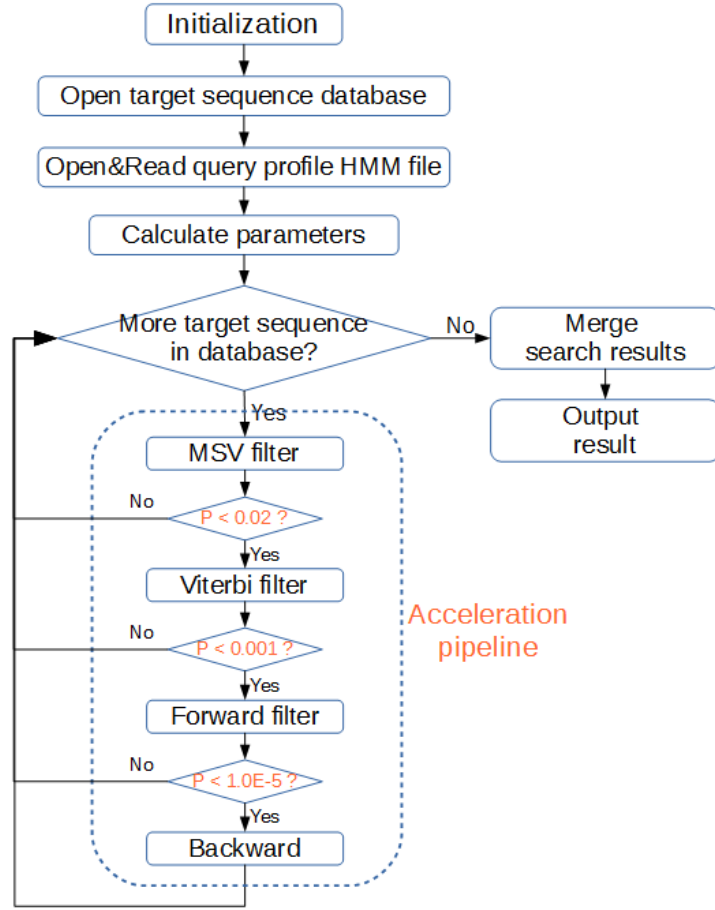 Initialization
Open target sequence database
Open&Read query profile HMM file
Calculate parameters
More target sequence
in database?
No
Merge
search results
Output
result
Yes
MSV filter
No
P < 0.02 ?
Yes
Viterbi filter
No
P < 0.001 ?
Yes
Acceleration
pipeline
Forward filter
No
P < 1.0E-5 ?
Yes
Backward